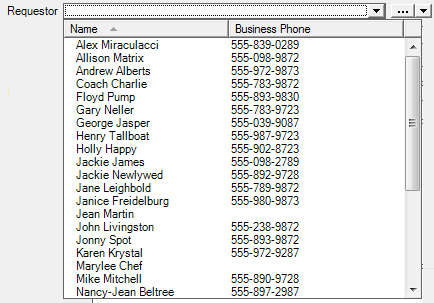 Requestor ...
Name Business Phone
Alex Miraculacci 555-839-0289
Allison Matrix 555-098-9872
Andrew Alberts 555-972-9873
Coach Charlie 555-783-9872
Floyd Pump 555-893-9830
Gary Neller 555-783-9723
George Jasper 555-039-9087
Henry Tallboat 555-987-9723
Holly Happy 555-902-8723
Jackie James 555-098-2789
Jackie Newlywed 555-892-9728
Jane Leighbold 555-789-9872
Janice Freidelburg 555-980-9873
Jean Martin
John Livingston 555-238-9872
Jonny Spot 555-893-9872
Karen Krystal 555-972-9287
Marylee Chef
Mike Mitchell 555-890-9728
Nancy-Jean Beltree 555-897-2987